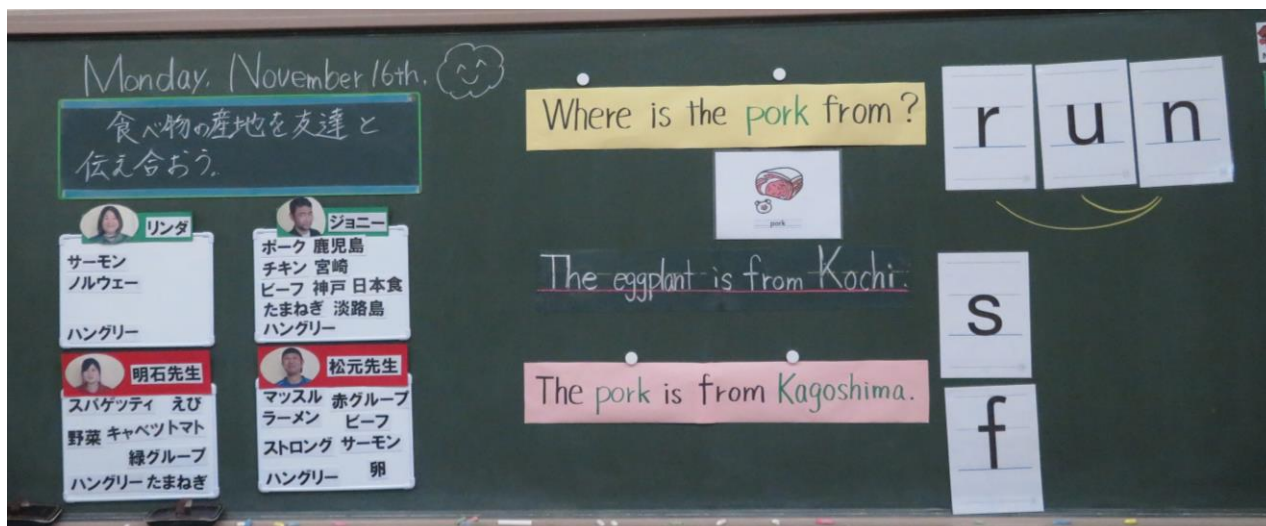 Monday, November 16th.
食べ物の産地を友達と
伝え合おう。
リンダ
サーモン
ノルウェー
ハングリー
ジョニー
ポーク 鹿児島
チキン 宮崎
ビーフ 神戸 日本食
たまねぎ 淡路島
ハングリー
明石先生
スパゲッティ えび
野菜 キャベツ トマト
緑グループ
ハングリー たまねぎ
松元先生
マッスル 赤グループ
ラーメン ビーフ
ストロング サーモン
ハングリー 卵
Where is the pork from?
pork
The eggplant is from Kochi.
The pork is from Kagoshima.
r u n
s
f